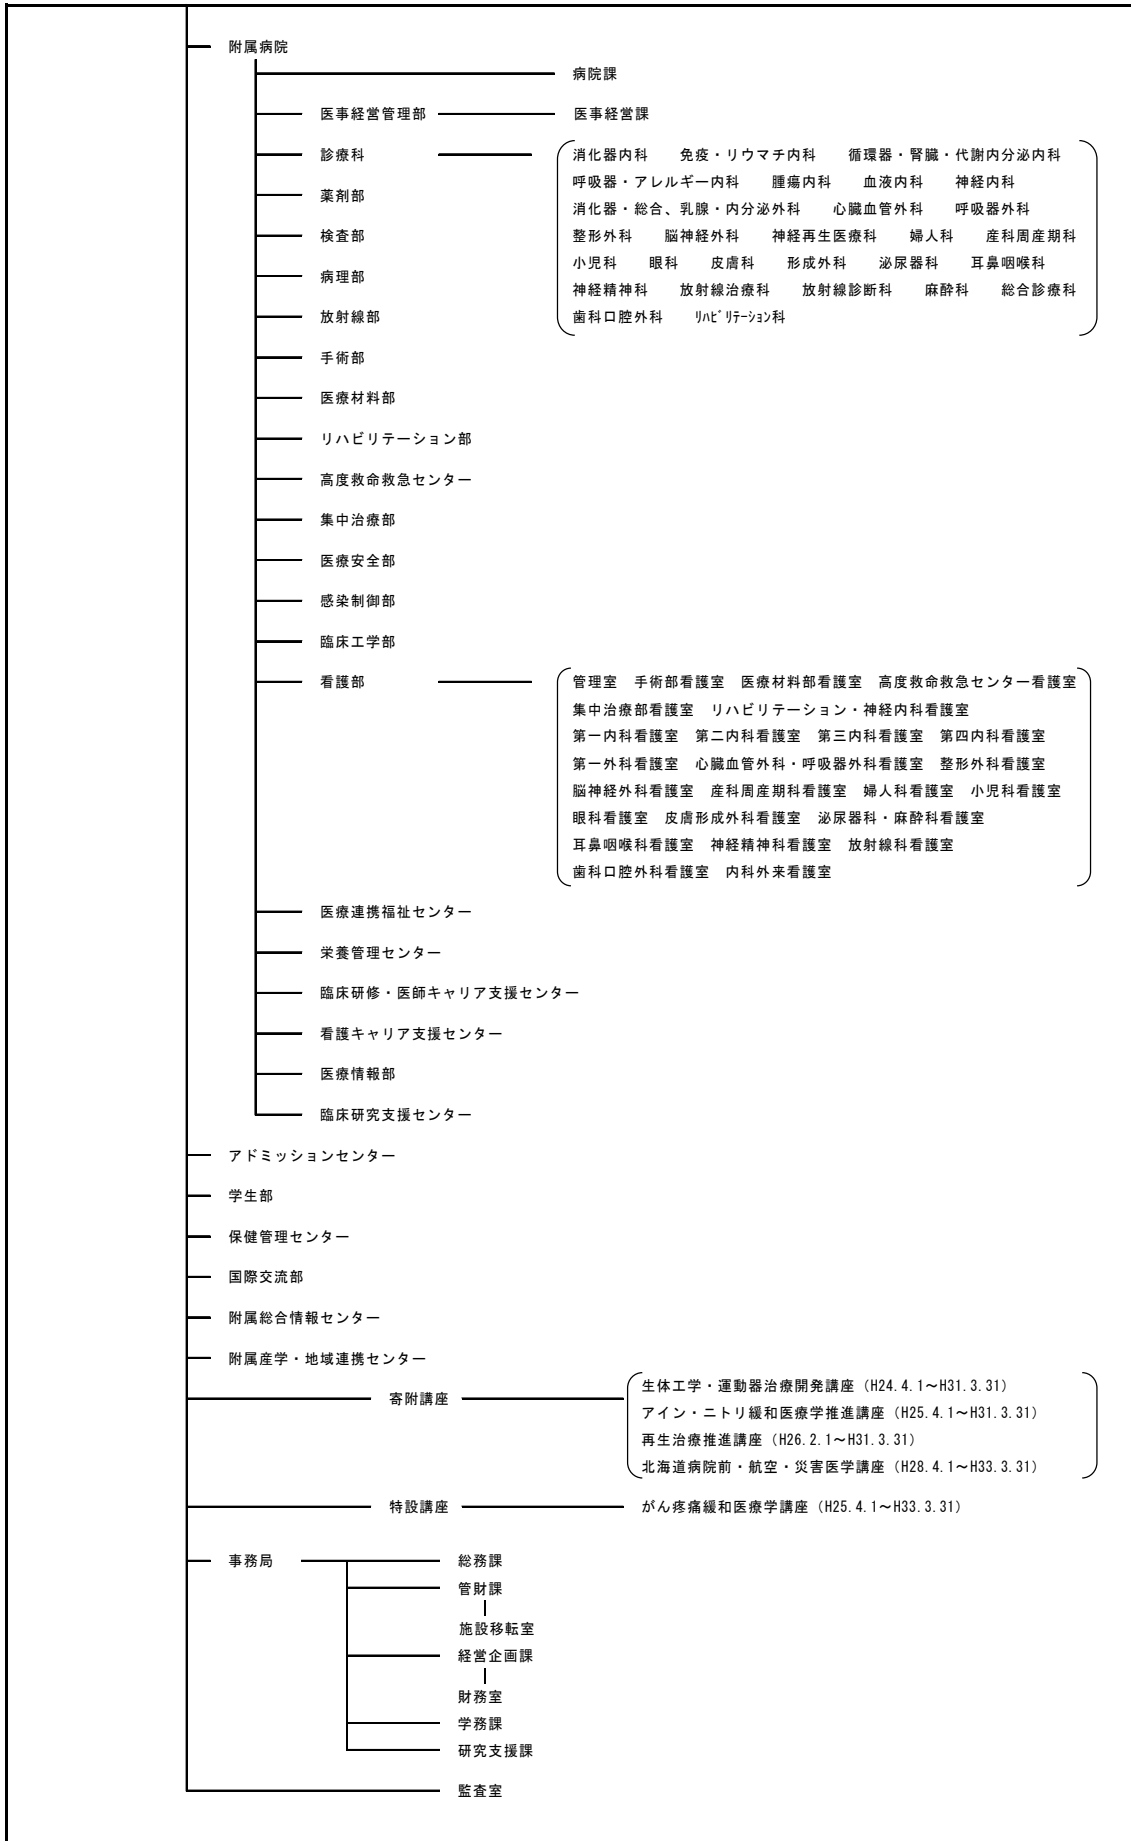 附属病院
病院課
医事経営管理部 医事経営課
診療科 消化器内科 免疫・リウマチ内科 循環器・腎臓・代謝内分泌内科
呼吸器・アレルギー内科 腫瘍内科 血液内科 神経内科
薬剤部
消化器・総合、乳腺・内分泌外科 心臓血管外科 呼吸器外科
検査部 整形外科 脳神経外科 神経再生医療科 婦人科 産科周産期科
小児科 眼科 皮膚科 形成外科 泌尿器科 耳鼻咽喉科
病理部
神経精神科 放射線治療科 放射線診断科 麻酔科 総合診療科
放射線部 歯科口腔外科 ﾘﾊﾋﾞﾘﾃｰｼｮﾝ科
手術部
医療材料部
リハビリテーション部
高度救命救急センター
集中治療部
医療安全部
感染制御部
臨床工学部
看護部 管理室 手術部看護室 医療材料部看護室 高度救命救急センター看護室
集中治療部看護室 リハビリテーション・神経内科看護室
第一内科看護室 第二内科看護室 第三内科看護室 第四内科看護室
第一外科看護室 心臓血管外科・呼吸器外科看護室 整形外科看護室
脳神経外科看護室 産科周産期科看護室 婦人科看護室 小児科看護室
眼科看護室 皮膚形成外科看護室 泌尿器科・麻酔科看護室
耳鼻咽喉科看護室 神経精神科看護室 放射線科看護室
歯科口腔外科看護室 内科外来看護室
医療連携福祉センター
栄養管理センター
臨床研修・医師キャリア支援センター
看護キャリア支援センター
医療情報部
臨床研究支援センター
アドミッションセンター
学生部
保健管理センター
国際交流部
附属総合情報センター
附属産学・地域連携センター
寄附講座
生体工学・運動器治療開発講座（H24.4.1～H31.3.31）
アイン・ニトリ緩和医療学推進講座（H25.4.1～H31.3.31）
再生治療推進講座（H26.2.1～H31.3.31）
北海道病院前・航空・災害医学講座（H28.4.1～H33.3.31）
特設講座 がん疼痛緩和医療学講座（H25.4.1～H33.3.31）
事務局 総務課
管財課
施設移転室
経営企画課
財務室
学務課
研究支援課
監査室